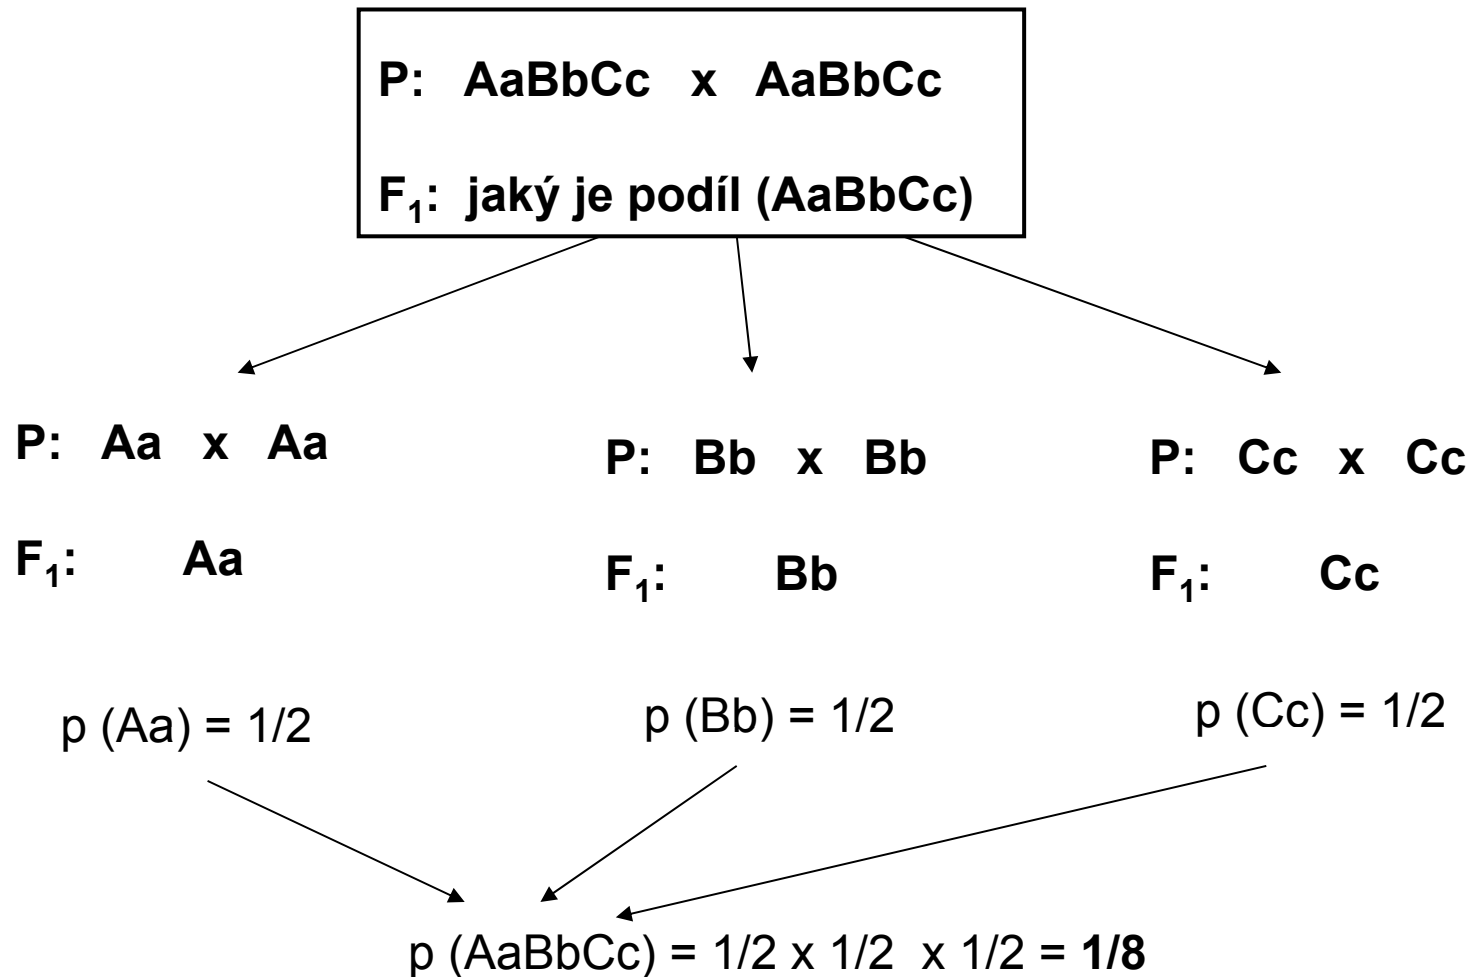 P: AaBbCc x AaBbCc
F₁: jaký je podíl (AaBbCc)
P: Aa x Aa
F₁: Aa
p (Aa) = 1/2
P: Bb x Bb
F₁: Bb
p (Bb) = 1/2
P: Cc x Cc
F₁: Cc
p (Cc) = 1/2
p (AaBbCc) = 1/2 x 1/2 x 1/2 = 1/8